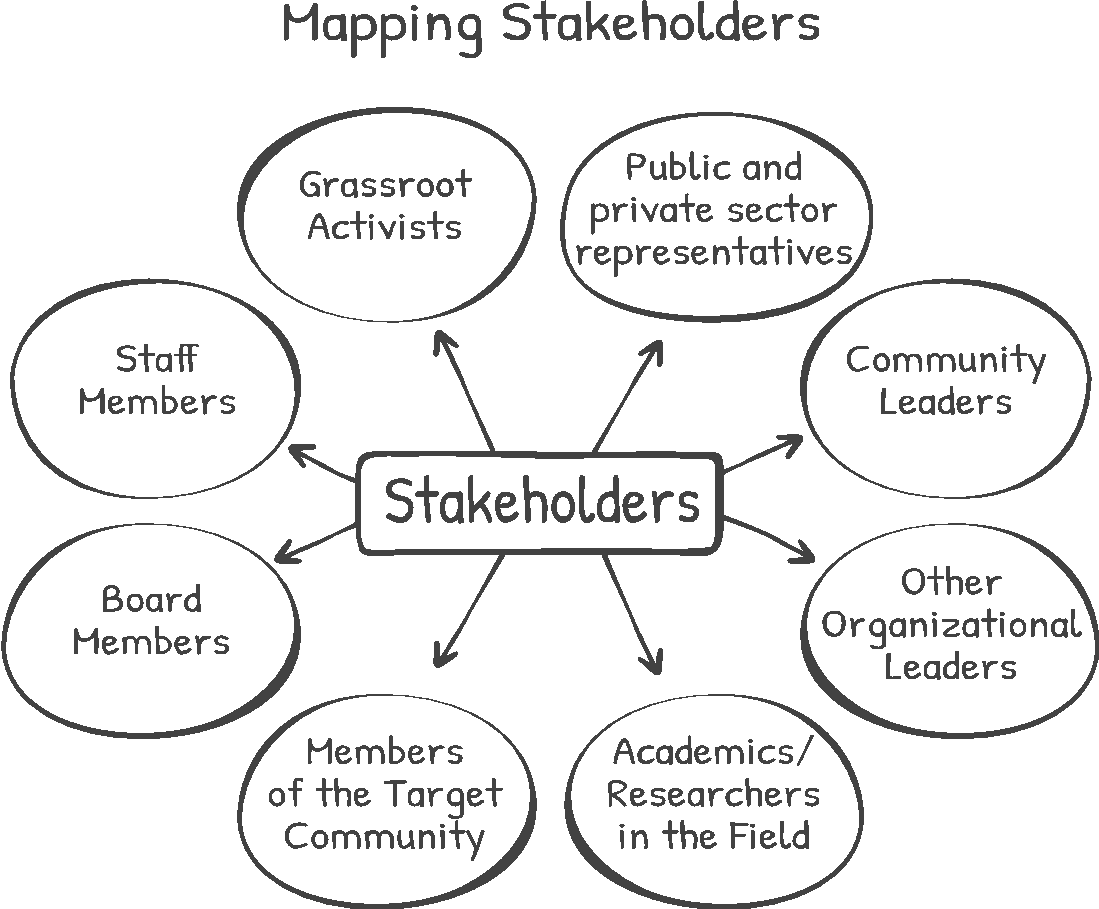 Mapping Stakeholders
Grassroot
Activists
Public and
private sector
representatives
Staff
Members
Community
Leaders
Stakeholders
Board
Members
Other
Organizational
Leaders
Members
of the Target
Community
Academics/
Researchers
in the Field